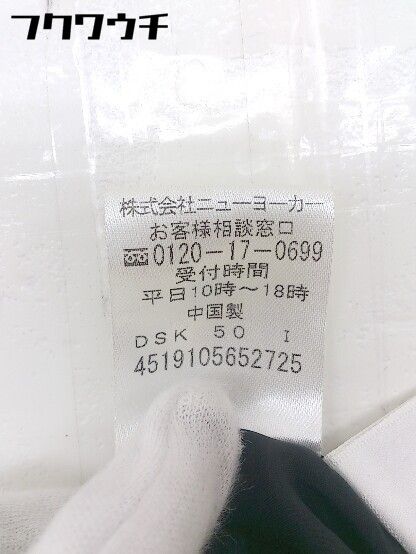 フクワウチ
株式会社ニューヨーカー
お客様相談窓口
0120-17-0699
受付時間
平日10時～18時
中国製
DSK 50 I
4519105652725